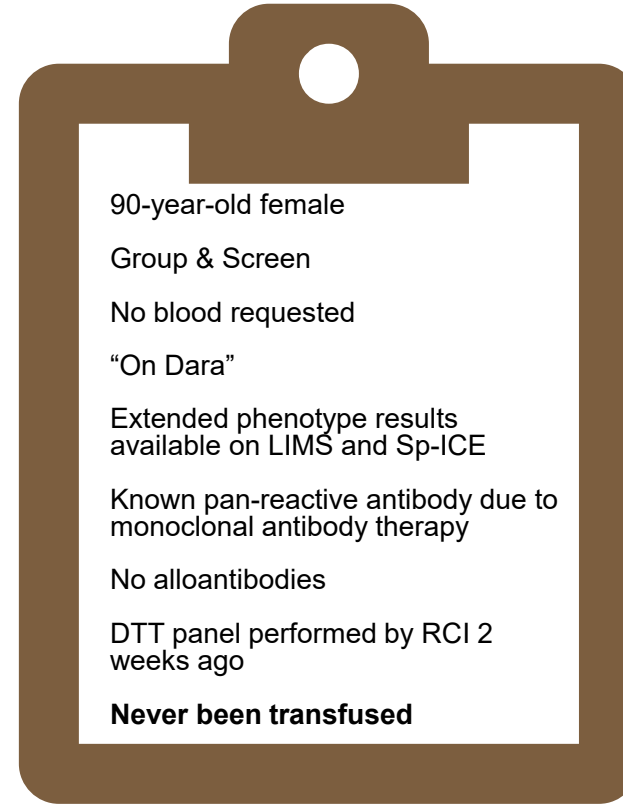 90-year-old female
Group & Screen
No blood requested
“On Dara”
Extended phenotype results
available on LIMS and Sp-ICE
Known pan-reactive antibody due to
monoclonal antibody therapy
No alloantibodies
DTT panel performed by RCI 2
weeks ago
Never been transfused